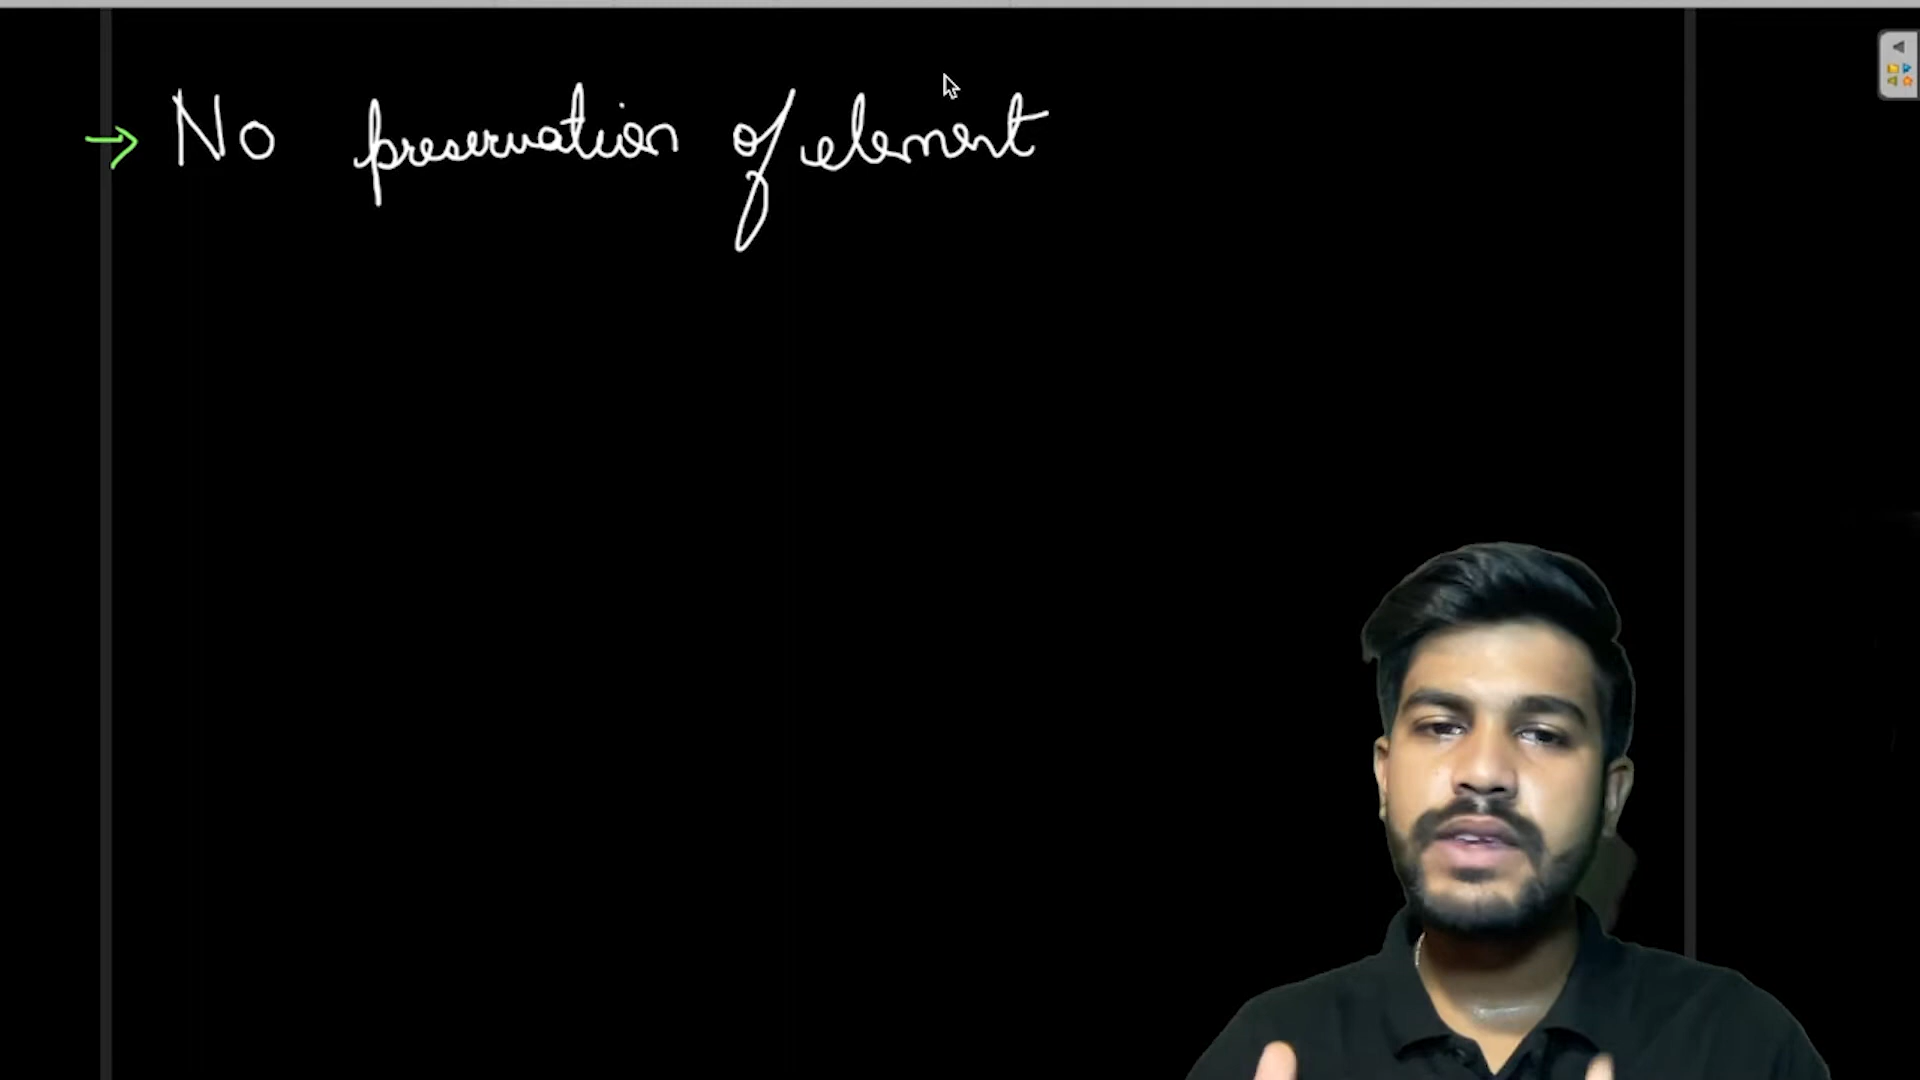 → No preservation of element